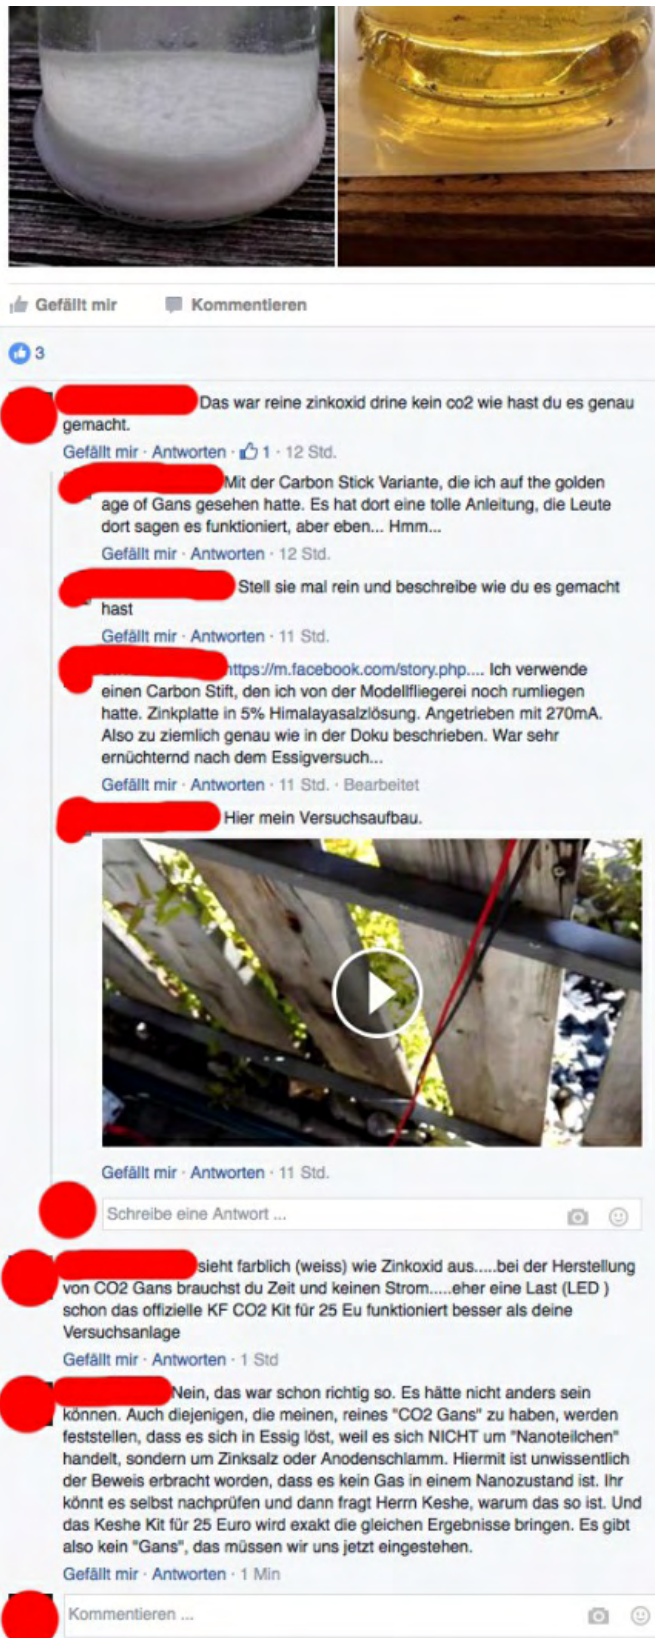 Gefällt mir Kommentieren
3
Das war reine zinkoxid drine kein co2 wie hast du es genau
gemacht.
Gefällt mir · Antworten · 1 · 12 Std.
Mit der Carbon Stick Variante, die ich auf the golden
age of Gans gesehen hatte. Es hat dort eine tolle Anleitung, die Leute
dort sagen es funktioniert, aber eben... Hmm...
Gefällt mir · Antworten · 12 Std.
Stell sie mal rein und beschreibe wie du es gemacht
hast
Gefällt mir · Antworten · 11 Std.
https://m.facebook.com/story.php.... Ich verwende
einen Carbon Stift, den ich von der Modellfliegerei noch rumliegen
hatte. Zinkplatte in 5% Himalayasalzlösung. Angetrieben mit 270mA.
Also zu ziemlich genau wie in der Doku beschrieben. War sehr
ernüchternd nach dem Essigversuch...
Gefällt mir · Antworten · 11 Std. · Bearbeitet
Hier mein Versuchsaufbau.
Gefällt mir · Antworten · 11 Std.
Schreibe eine Antwort ...
sieht farblich (weiss) wie Zinkoxid aus.....bei der Herstellung
von CO2 Gans brauchst du Zeit und keinen Strom.....eher eine Last (LED )
schon das offizielle KF CO2 Kit für 25 Eu funktioniert besser als deine
Versuchsanlage
Gefällt mir · Antworten · 1 Std
Nein, das war schon richtig so. Es hätte nicht anders sein
können. Auch diejenigen, die meinen, reines "CO2 Gans" zu haben, werden
feststellen, dass es sich in Essig löst, weil es sich NICHT um "Nanoteilchen"
handelt, sondern um Zinksalz oder Anodenschlamm. Hiermit ist unwissentlich
der Beweis erbracht worden, dass es kein Gas in einem Nanozustand ist. Ihr
könnt es selbst nachprüfen und dann fragt Herrn Keshe, warum das so ist. Und
das Keshe Kit für 25 Euro wird exakt die gleichen Ergebnisse bringen. Es gibt
also kein "Gans", das müssen wir uns jetzt eingestehen.
Gefällt mir · Antworten · 1 Min
Kommentieren ...